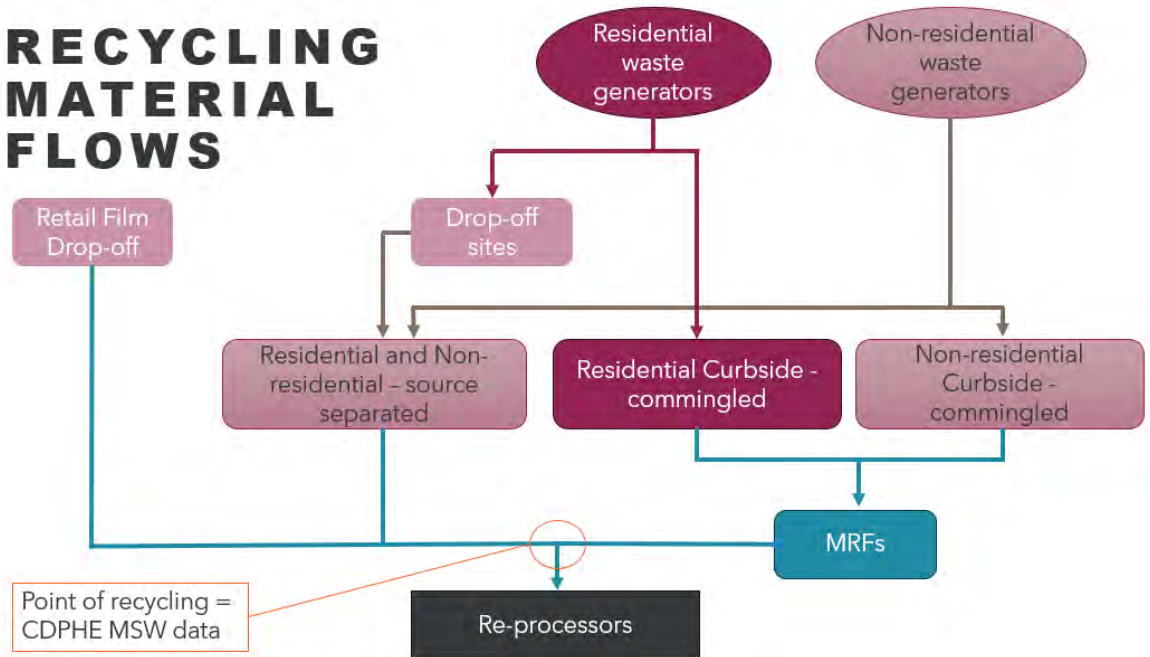 RECYCLING
MATERIAL
FLOWS
Residential
waste
generators
Non-residential
waste
generators
Retail Film
Drop-off
Drop-off
sites
Residential and Non-
residential – source
separated
Residential Curbside -
commingled
Non-residential
Curbside -
commingled
MRFs
Point of recycling =
CDPHE MSW data
Re-processors